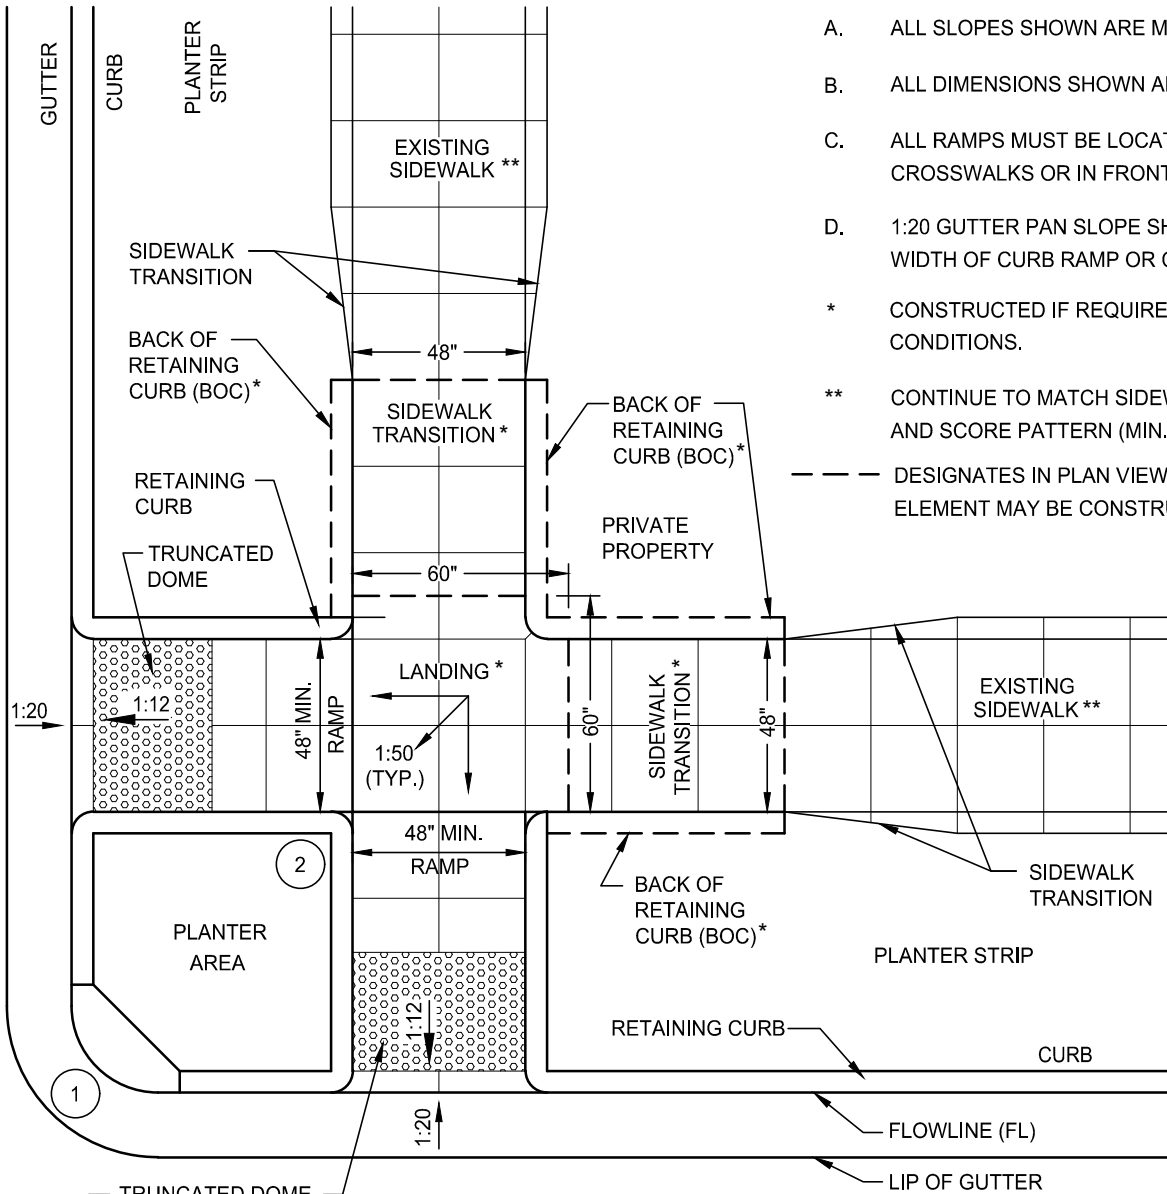 GUTTER
CURB
PLANTER
STRIP
EXISTING
SIDEWALK **
SIDEWALK
TRANSITION
BACK OF
RETAINING
CURB (BOC)*
48"
SIDEWALK
TRANSITION *
BACK OF
RETAINING
CURB (BOC)*
RETAINING
CURB
TRUNCATED
DOME
PRIVATE
PROPERTY
60"
LANDING *
1:20
1:12
48" MIN.
RAMP
1:50
(TYP.)
60"
SIDEWALK
TRANSITION *
48"
EXISTING
SIDEWALK **
48" MIN.
RAMP
2
PLANTER
AREA
BACK OF
RETAINING
CURB (BOC)*
SIDEWALK
TRANSITION
PLANTER STRIP
1:12
RETAINING CURB
CURB
1
1:20
FLOWLINE (FL)
LIP OF GUTTER
TRUNCATED DOME
A. ALL SLOPES SHOWN ARE M
B. ALL DIMENSIONS SHOWN A
C. ALL RAMPS MUST BE LOCAT
CROSSWALKS OR IN FRONT
D. 1:20 GUTTER PAN SLOPE SH
WIDTH OF CURB RAMP OR
* CONSTRUCTED IF REQUIRE
CONDITIONS.
** CONTINUE TO MATCH SIDEW
AND SCORE PATTERN (MIN.
DESIGNATES IN PLAN VIEW
ELEMENT MAY BE CONSTRU